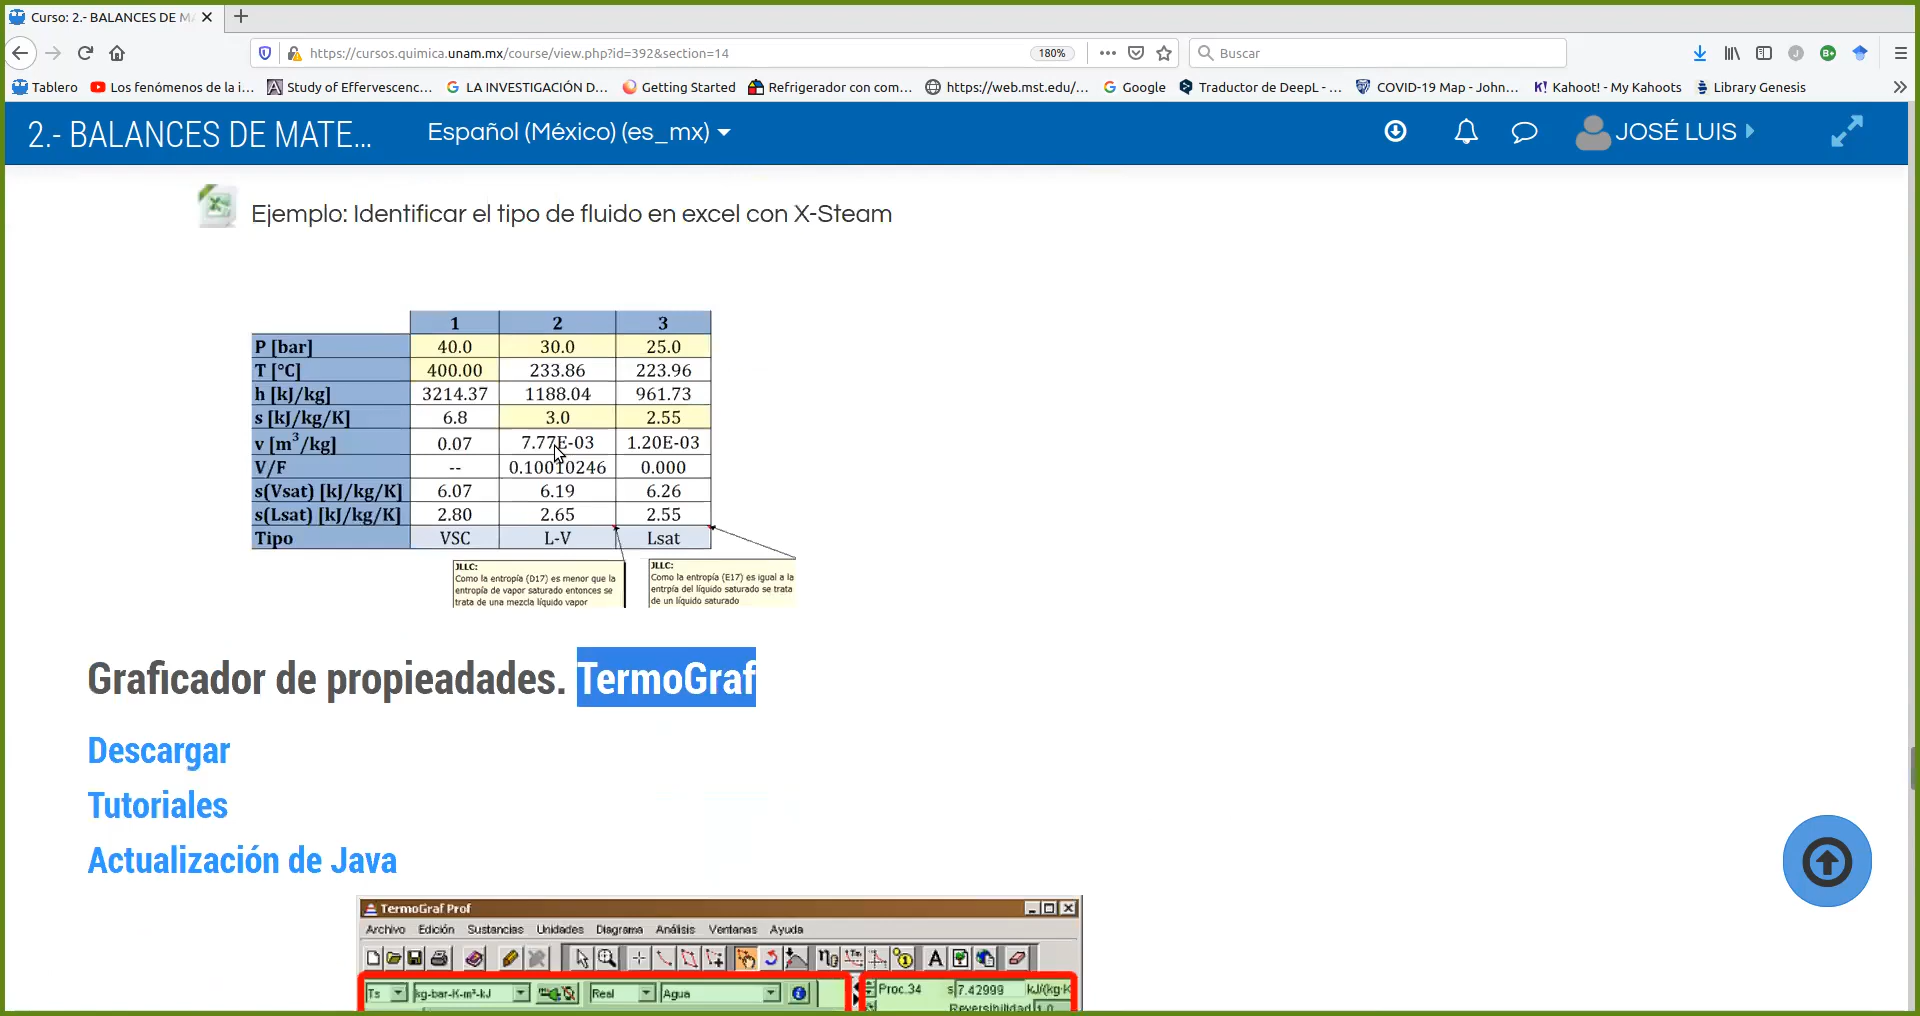 Curso: 2.- BALANCES DE MA
https://cursos.quimica.unam.mx/course/view.php?id=392&section=14
180%
Buscar
Tablero
Los fenómenos de la i...
Study of Effervescenc...
LA INVESTIGACIÓN D...
Getting Started
Refrigerador con com...
https://web.mst.edu/...
Google
Traductor de DeepL - ...
COVID-19 Map - John...
Kahoot! - My Kahoots
Library Genesis
2.- BALANCES DE MATE...
Español (México) (es_mx)
JOSÉ LUIS
Ejemplo: Identificar el tipo de fluido en excel con X-Steam
1 2 3
P [bar] 40.0 30.0 25.0
T [°C] 400.00 233.86 223.96
h [kJ/kg] 3214.37 1188.04 961.73
s [kJ/kg/K] 6.8 3.0 2.55
v [m³/kg] 0.07 7.77E-03 1.20E-03
V/F -- 0.10010246 0.000
s(Vsat) [kJ/kg/K] 6.07 6.19 6.26
s(Lsat) [kJ/kg/K] 2.80 2.65 2.55
Tipo VSC L-V Lsat
JLLC:
Como la entropía (D17) es menor que la
entropía de vapor saturado entonces se
trata de una mezcla líquido vapor
JLLC:
Como la entropía (E17) es igual a la
entrpía del líquido saturado se trata
de un líquido saturado
Graficador de propieadades. TermoGraf
Descargar
Tutoriales
Actualización de Java
TermoGraf Prof
Archivo Edición Sustancias Unidades Diagrama Análisis Ventanas Ayuda
Ts kg-bar-K-m³-kJ Real Agua
Proc.34 s 7.42999 kJ/(kg·K
Reversibilidad 1.0